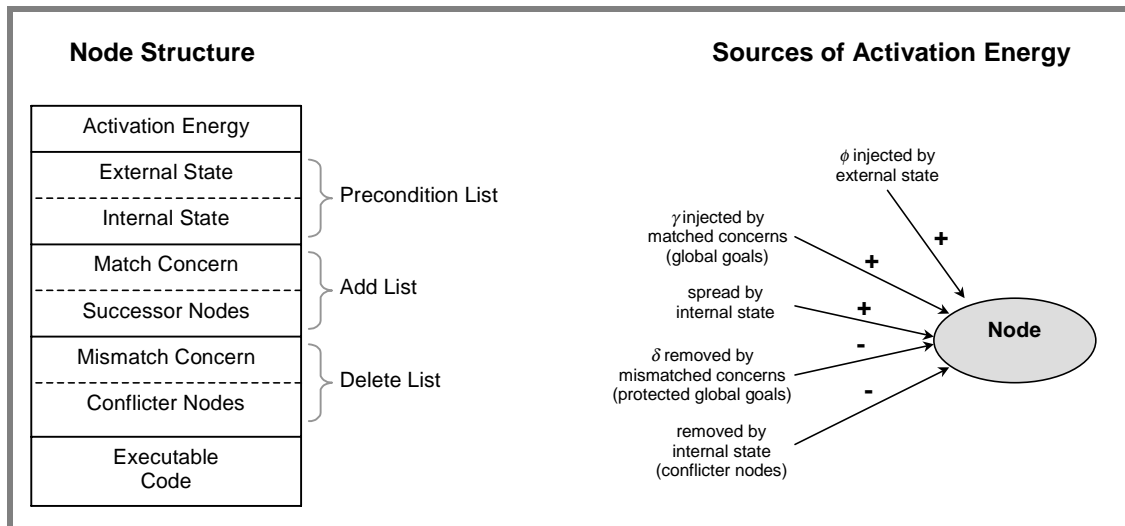 Node Structure
Activation Energy
External State
Internal State
Precondition List
Match Concern
Successor Nodes
Add List
Mismatch Concern
Conflicter Nodes
Delete List
Executable
Code
Sources of Activation Energy
ϕ injected by
external state
+
γ injected by
matched concerns
(global goals)
+
spread by
internal state
+
δ removed by
mismatched concerns
(protected global goals)
-
removed by
internal state
(conflicter nodes)
-
Node